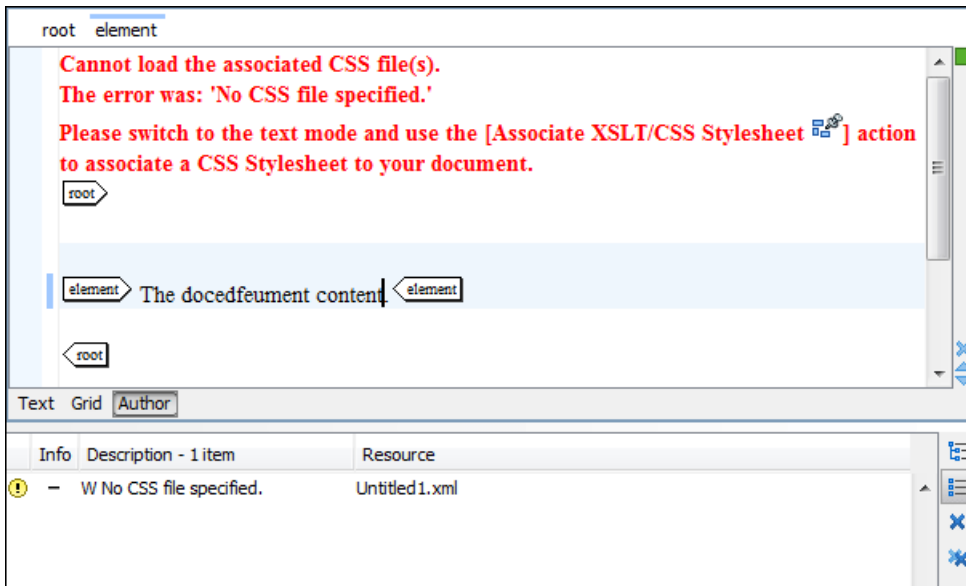 root element
Cannot load the associated CSS file(s).
The error was: 'No CSS file specified.'
Please switch to the text mode and use the [Associate XSLT/CSS Stylesheet ] action
to associate a CSS Stylesheet to your document.
root
element The docedfeument content. element
root
Text Grid Author
Info Description - 1 item Resource
W No CSS file specified. Untitled1.xml